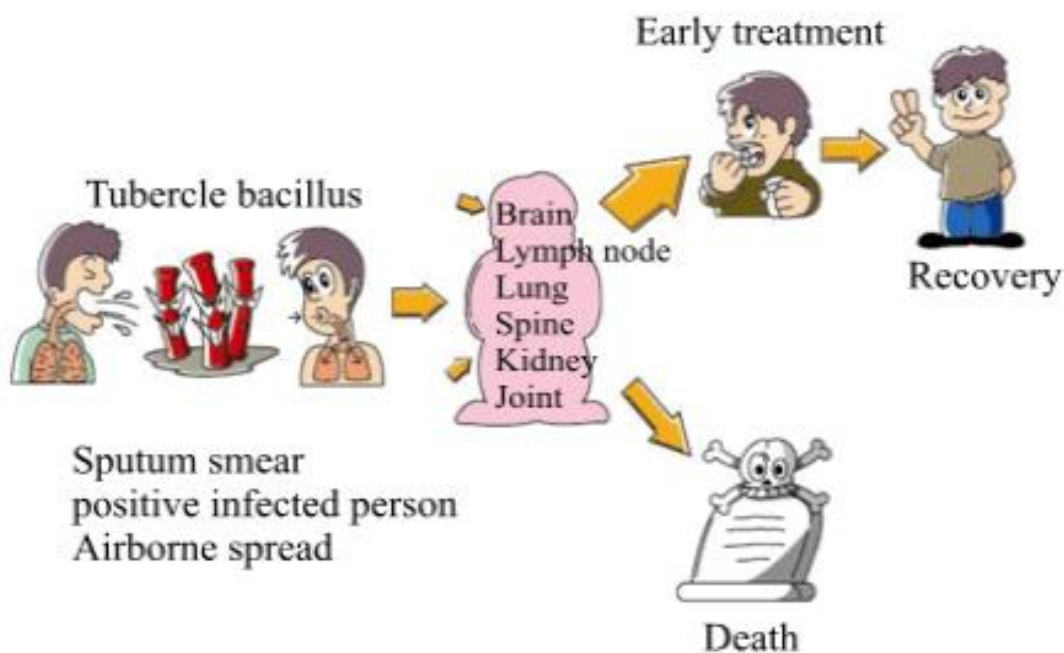 Early treatment
Tubercle bacillus
Brain
Lymph node
Lung
Spine
Kidney
Joint
Recovery
Sputum smear
positive infected person
Airborne spread
Death